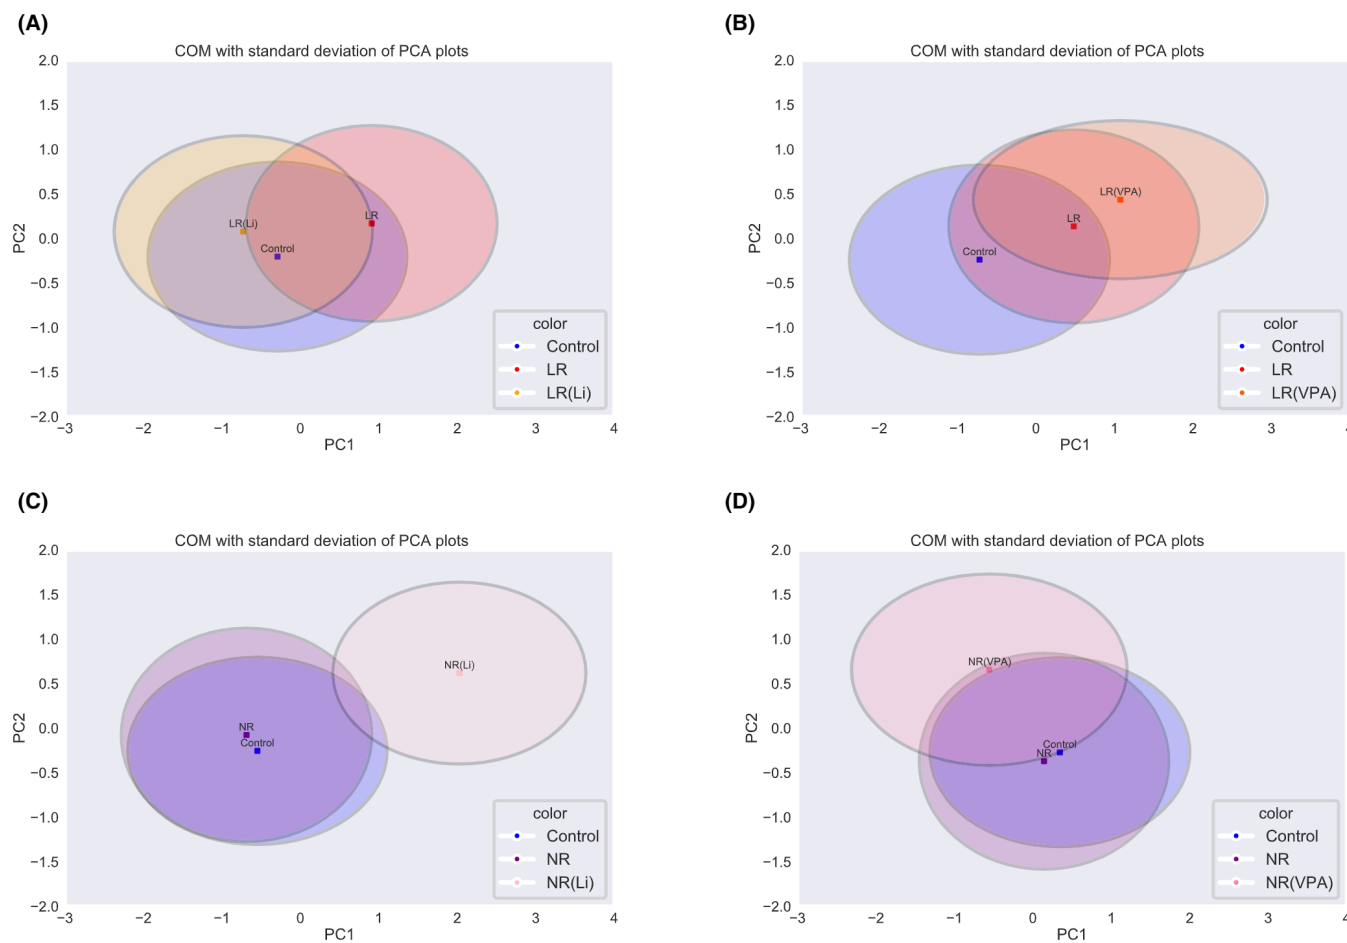 (A)
COM with standard deviation of PCA plots
2.0
1.5
1.0
0.5
0.0
−0.5
−1.0
−1.5
−2.0
PC2
LR(Li)
LR
Control
color
Control
LR
LR(Li)
−3 −2 −1 0 1 2 3 4
PC1
(B)
COM with standard deviation of PCA plots
2.0
1.5
1.0
0.5
0.0
−0.5
−1.0
−1.5
−2.0
PC2
LR(VPA)
LR
Control
color
Control
LR
LR(VPA)
−3 −2 −1 0 1 2 3 4
PC1
(C)
COM with standard deviation of PCA plots
2.0
1.5
1.0
0.5
0.0
−0.5
−1.0
−1.5
−2.0
PC2
NR(Li)
NR
Control
color
Control
NR
NR(Li)
−3 −2 −1 0 1 2 3 4
PC1
(D)
COM with standard deviation of PCA plots
2.0
1.5
1.0
0.5
0.0
−0.5
−1.0
−1.5
−2.0
PC2
NR(VPA)
Control
NR
color
Control
NR
NR(VPA)
−3 −2 −1 0 1 2 3 4
PC1